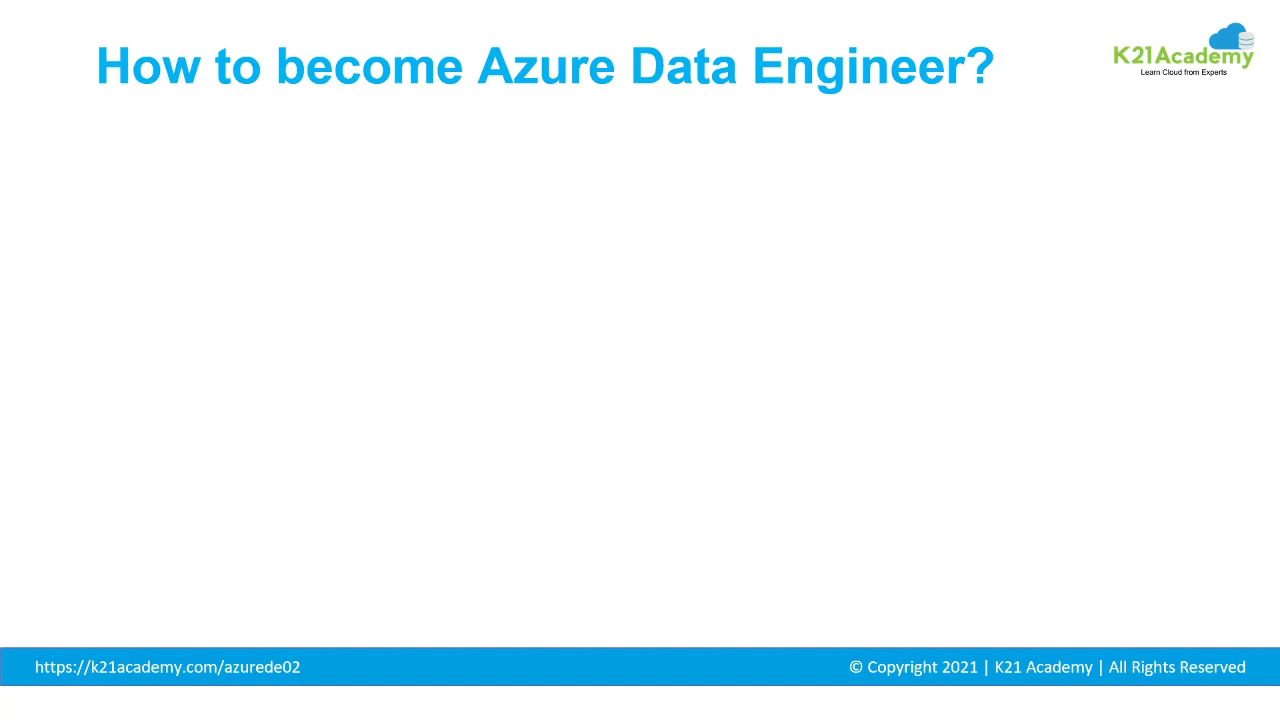 How to become Azure Data Engineer?
K21Academy
Learn Cloud from Experts
https://k21academy.com/azurede02
© Copyright 2021 | K21 Academy | All Rights Reserved